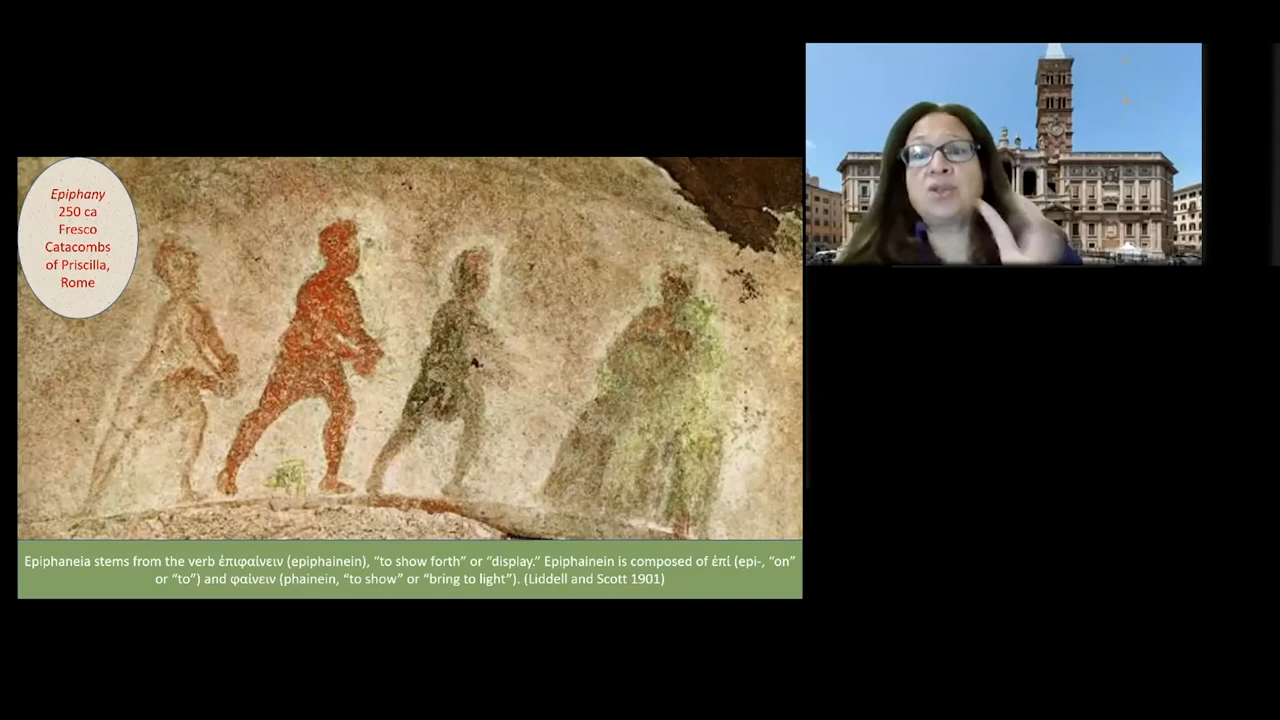 Epiphany
250 ca
Fresco
Catacombs
of Priscilla,
Rome
Epiphaneia stems from the verb ἐπιφαίνειν (epiphainein), “to show forth” or “display.” Epiphainein is composed of ἐπί (epi-, “on”
or “to”) and φαίνειν (phainein, “to show” or “bring to light”). (Liddell and Scott 1901)